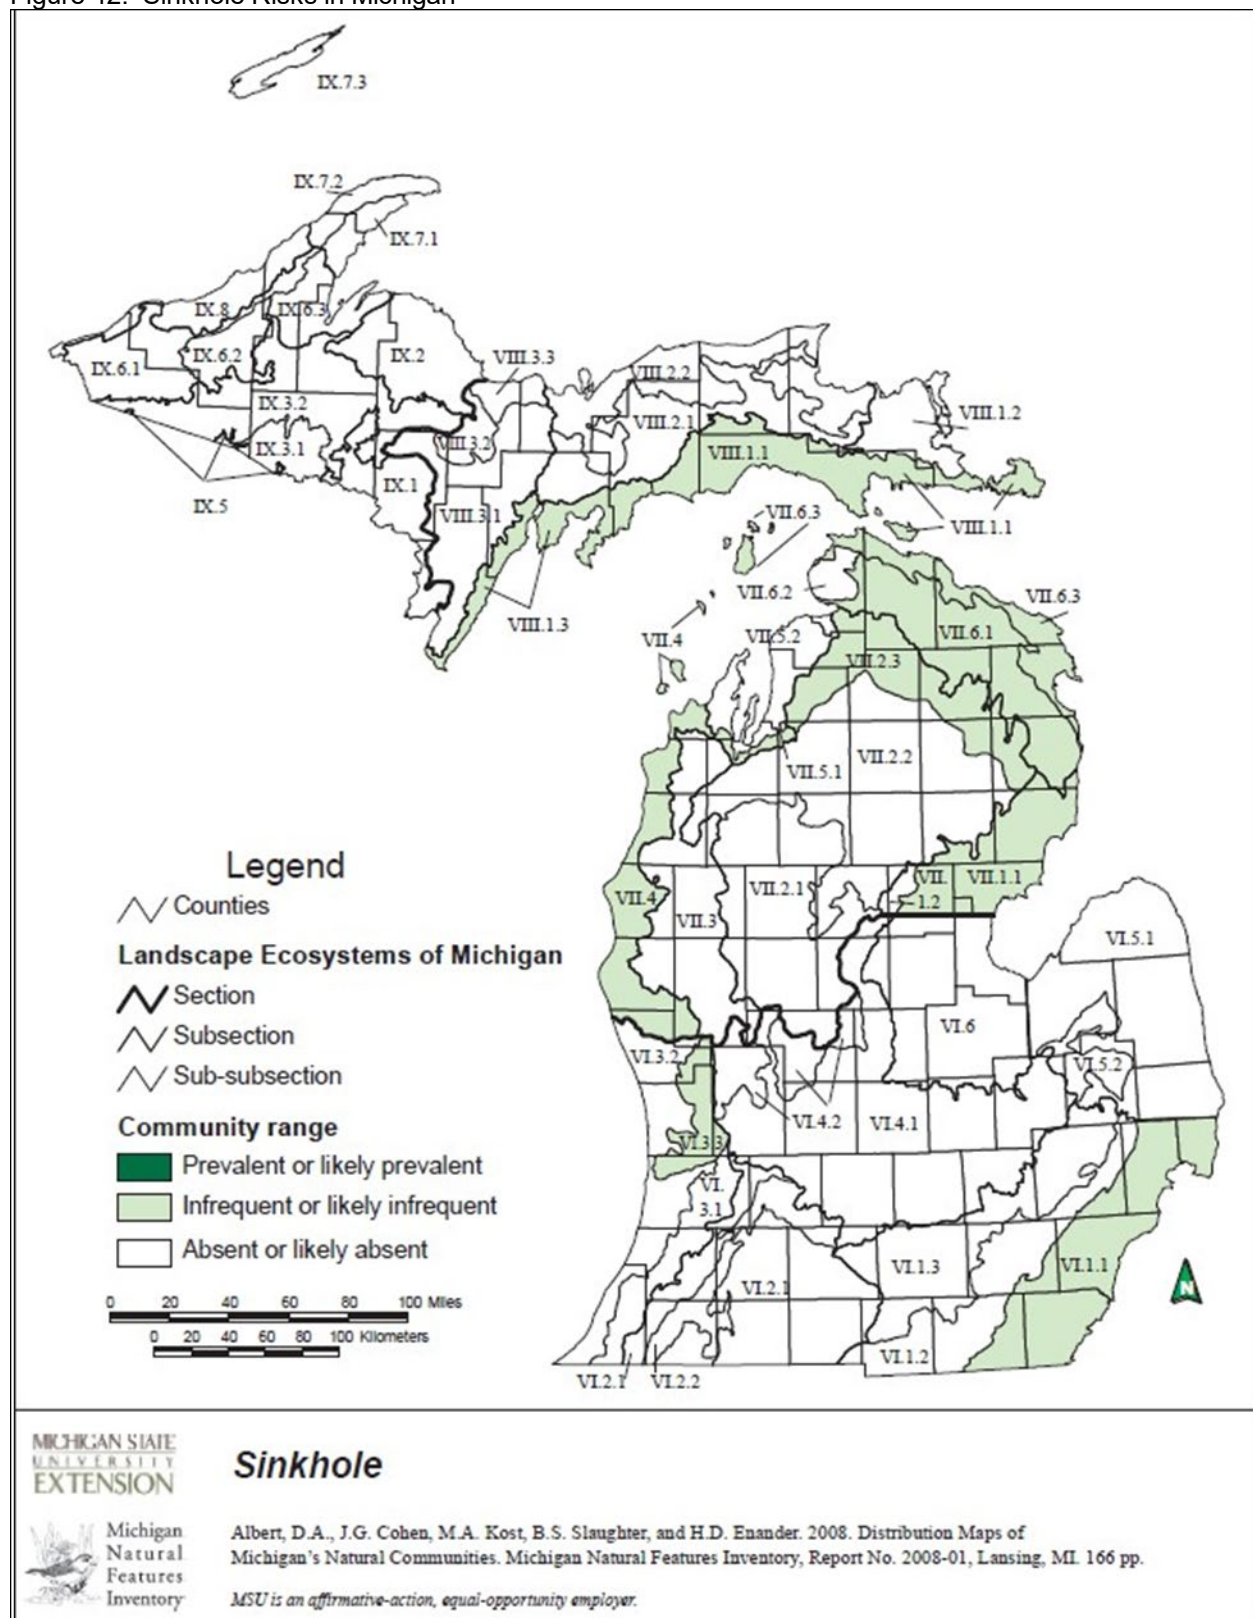 Figure 12: Sinkhole Risks in Michigan
IX.7.3
IX.7.2
IX.7.1
IX.8
IX.6.3
IX.6.1
IX.6.2
IX.2
VIII.3.3
VIII.2.2
IX.3.2
VIII.2.1
VIII.1.2
IX.3.1
VIII.3.2
VIII.1.1
IX.1
IX.5
VIII.3.1
VII.6.3
VIII.1.1
VII.6.2
VII.6.3
VIII.1.3
VII.4
VII.5.2
VII.6.1
VII.2.3
VII.5.1
VII.2.2
Legend
Counties
Landscape Ecosystems of Michigan
Section
Subsection
Sub-subsection
Community range
Prevalent or likely prevalent
Infrequent or likely infrequent
Absent or likely absent
VII.4
VII.3
VII.2.1
VII.
1.2
VII.1.1
VI.5.1
VI.6
VI.3.2
VI.5.2
VI.4.2
VI.4.1
VI.3.3
VI.
3.1
VI.1.3
VI.1.1
VI.2.1
VI.1.2
VI.2.1
VI.2.2
N
0 20 40 60 80 100 Miles
0 20 40 60 80 100 Kilometers
MICHIGAN STATE
UNIVERSITY
EXTENSION
Sinkhole
Michigan
Natural
Features
Inventory
Albert, D.A., J.G. Cohen, M.A. Kost, B.S. Slaughter, and H.D. Enander. 2008. Distribution Maps of
Michigan's Natural Communities. Michigan Natural Features Inventory, Report No. 2008-01, Lansing, MI. 166 pp.
MSU is an affirmative-action, equal-opportunity employer.